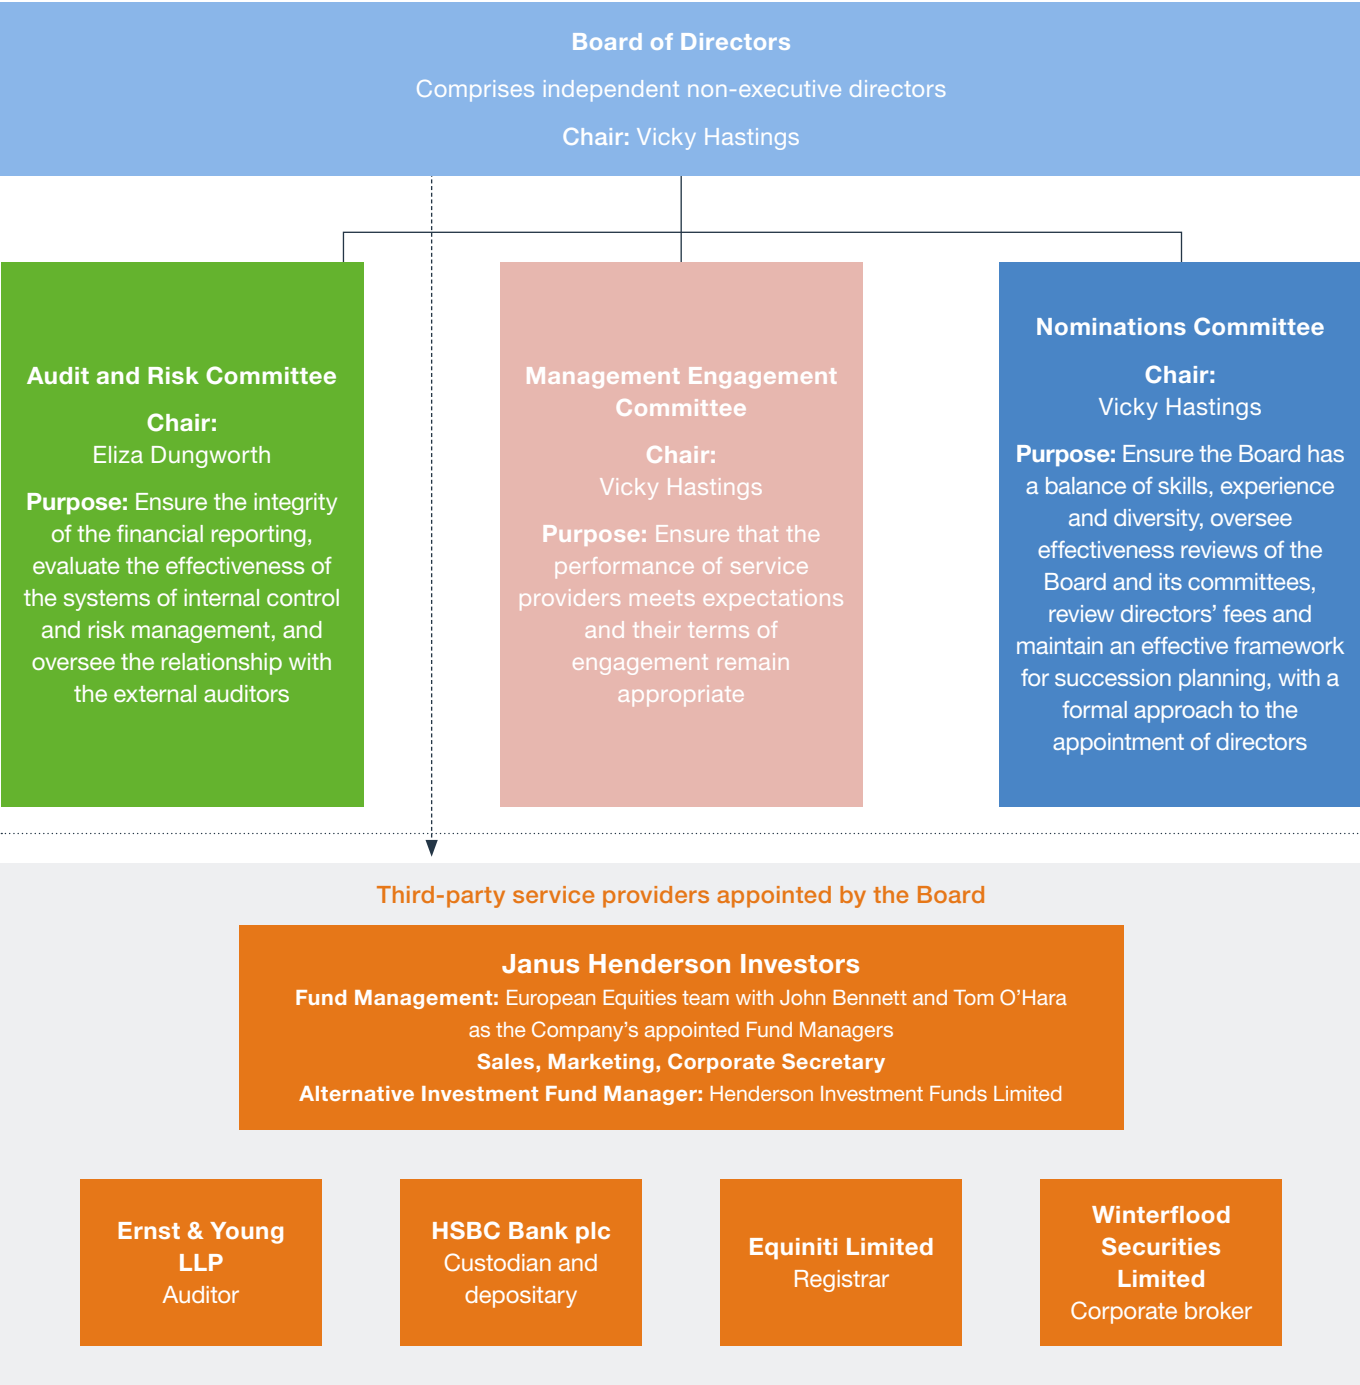 Board of Directors
Comprises independent non-executive directors
Chair: Vicky Hastings
Audit and Risk Committee
Chair:
Eliza Dungworth
Purpose: Ensure the integrity
of the financial reporting,
evaluate the effectiveness of
the systems of internal control
and risk management, and
oversee the relationship with
the external auditors
Management Engagement
Committee
Chair:
Vicky Hastings
Purpose: Ensure that the
performance of service
providers meets expectations
and their terms of
engagement remain
appropriate
Nominations Committee
Chair:
Vicky Hastings
Purpose: Ensure the Board has
a balance of skills, experience
and diversity, oversee
effectiveness reviews of the
Board and its committees,
review directors’ fees and
maintain an effective framework
for succession planning, with a
formal approach to the
appointment of directors
Third-party service providers appointed by the Board
Janus Henderson Investors
Fund Management: European Equities team with John Bennett and Tom O’Hara
as the Company’s appointed Fund Managers
Sales, Marketing, Corporate Secretary
Alternative Investment Fund Manager: Henderson Investment Funds Limited
Ernst & Young
LLP
Auditor
HSBC Bank plc
Custodian and
depositary
Equiniti Limited
Registrar
Winterflood
Securities
Limited
Corporate broker